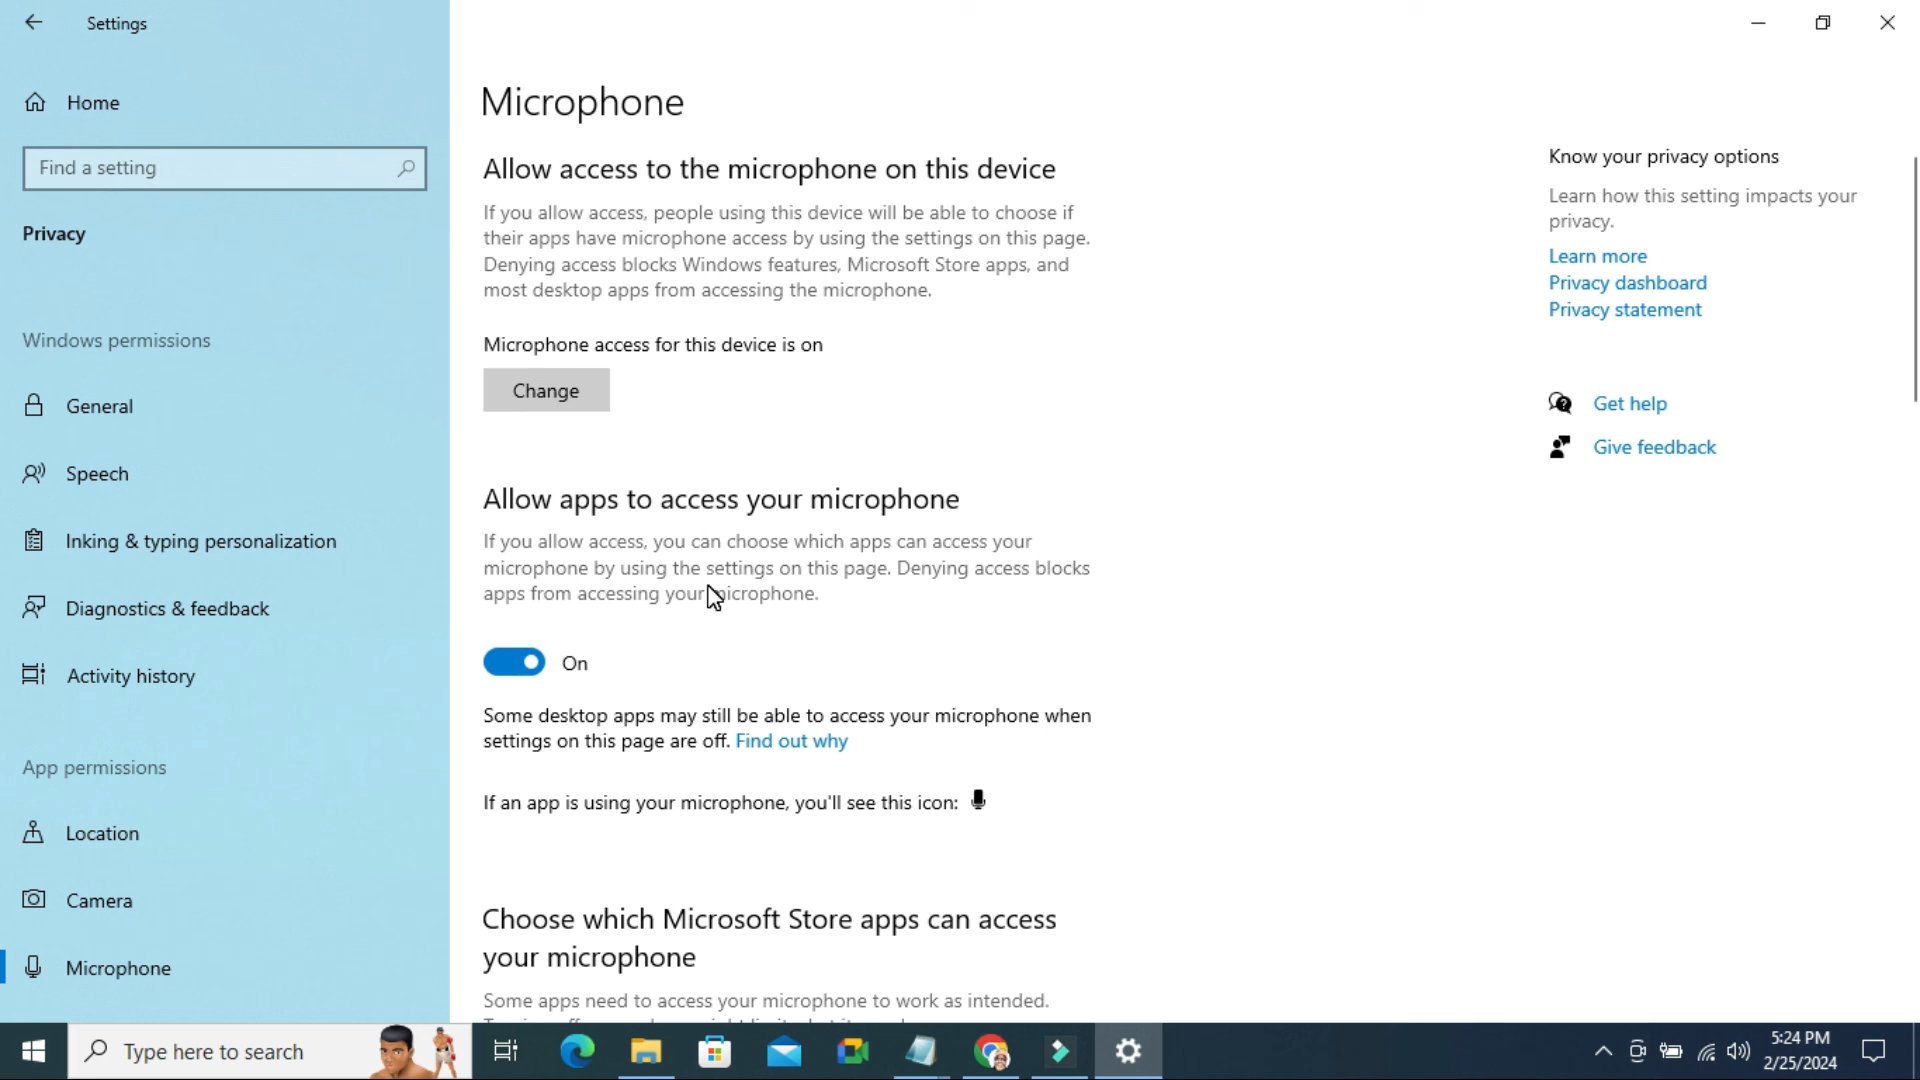 Settings
Home
Find a setting
Privacy
Windows permissions
General
Speech
Inking & typing personalization
Diagnostics & feedback
Activity history
App permissions
Location
Camera
Microphone
Microphone
Allow access to the microphone on this device
If you allow access, people using this device will be able to choose if
their apps have microphone access by using the settings on this page.
Denying access blocks Windows features, Microsoft Store apps, and
most desktop apps from accessing the microphone.
Microphone access for this device is on
Change
Allow apps to access your microphone
If you allow access, you can choose which apps can access your
microphone by using the settings on this page. Denying access blocks
apps from accessing your microphone.
On
Some desktop apps may still be able to access your microphone when
settings on this page are off. Find out why
If an app is using your microphone, you'll see this icon:
Choose which Microsoft Store apps can access
your microphone
Some apps need to access your microphone to work as intended.
Know your privacy options
Learn how this setting impacts your
privacy.
Learn more
Privacy dashboard
Privacy statement
Get help
Give feedback
Type here to search
5:24 PM
2/25/2024